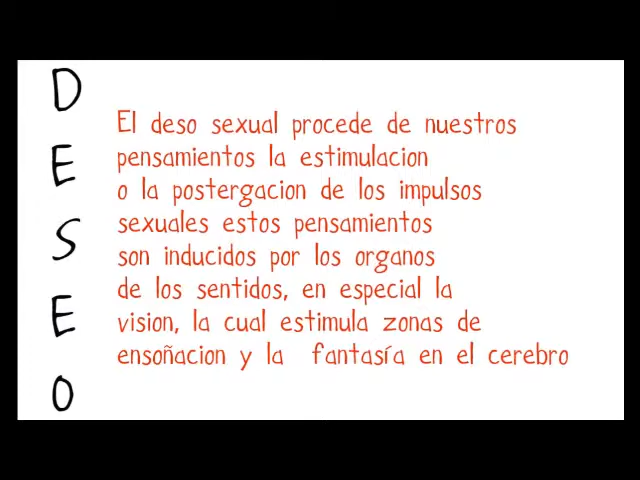 DESEO
El deso sexual procede de nuestros
pensamientos la estimulacion
o la postergacion de los impulsos
sexuales estos pensamientos
son inducidos por los organos
de los sentidos, en especial la
vision, la cual estimula zonas de
ensoñacion y la fantasía en el cerebro